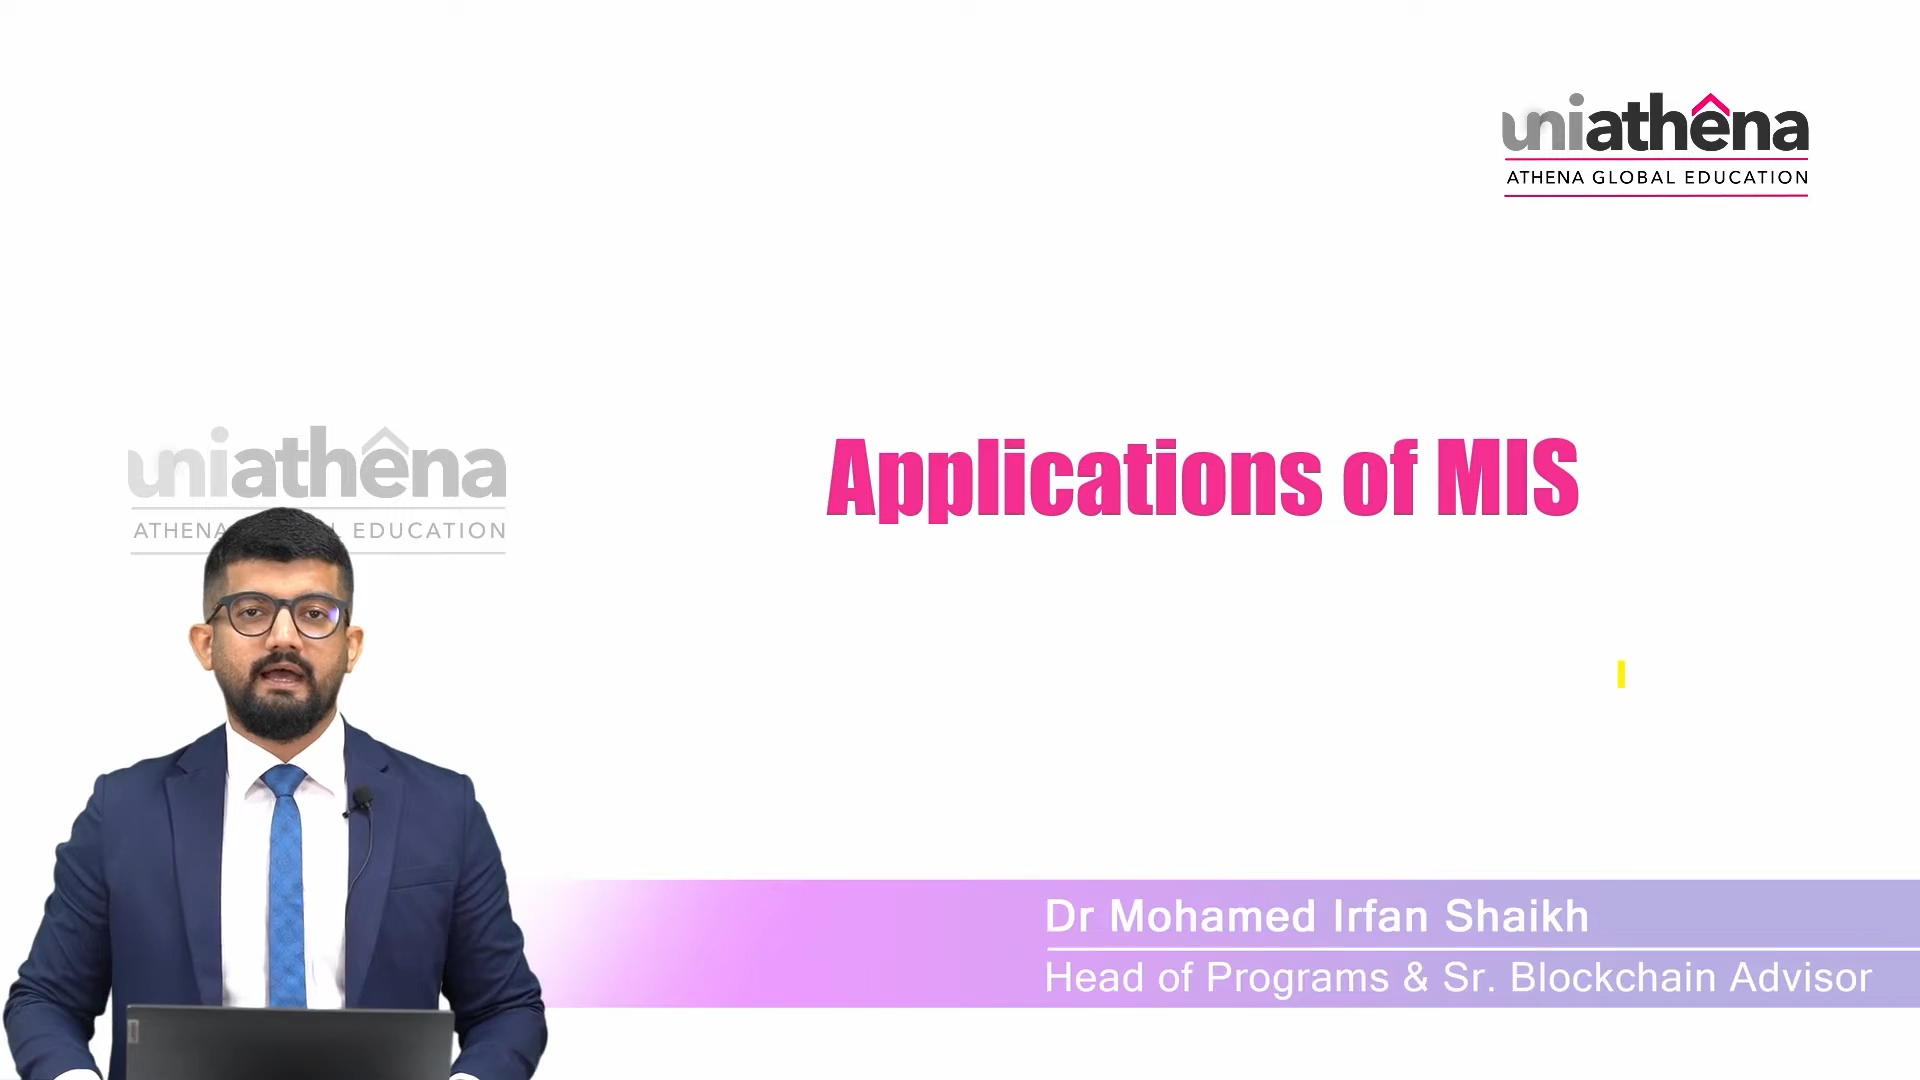 uniathena
ATHENA GLOBAL EDUCATION
uniathena
ATHENA EDUCATION
Applications of MIS
Dr Mohamed Irfan Shaikh
Head of Programs & Sr. Blockchain Advisor